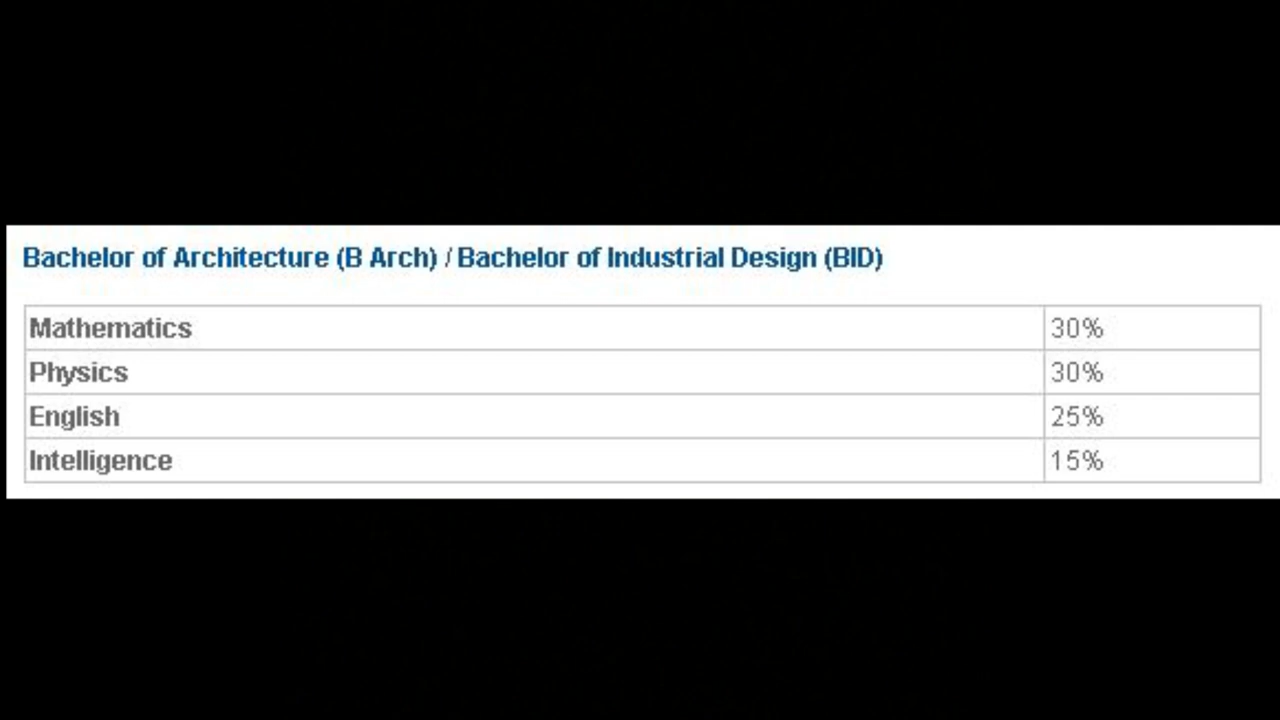 Bachelor of Architecture (B Arch) / Bachelor of Industrial Design (BID)
Mathematics 30%
Physics 30%
English 25%
Intelligence 15%